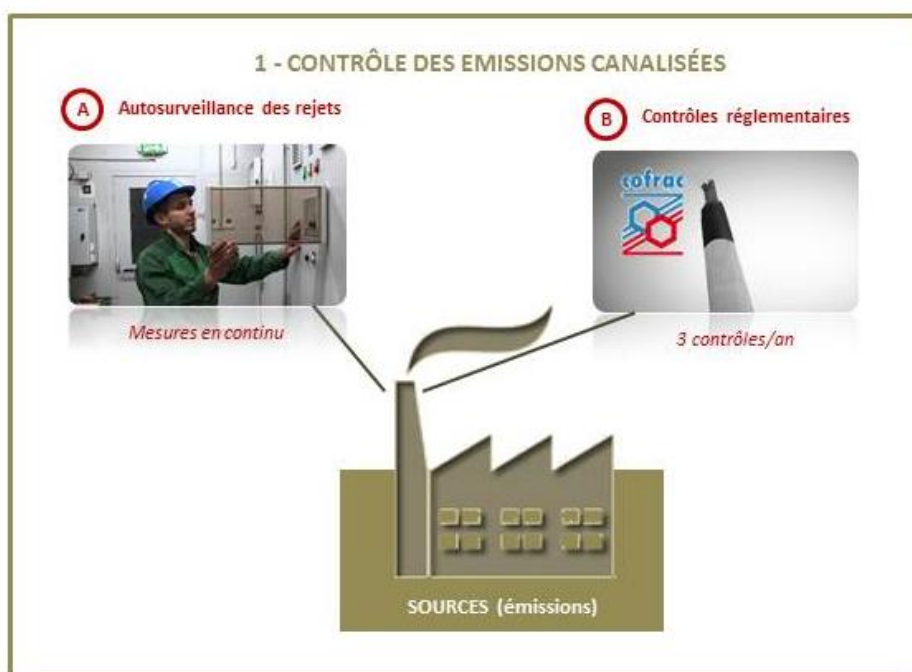 1 - CONTRÔLE DES EMISSIONS CANALISÉES
A Autosurveillance des rejets
B Contrôles réglementaires
cofrac
Mesures en continu
3 contrôles/an
SOURCES (émissions)